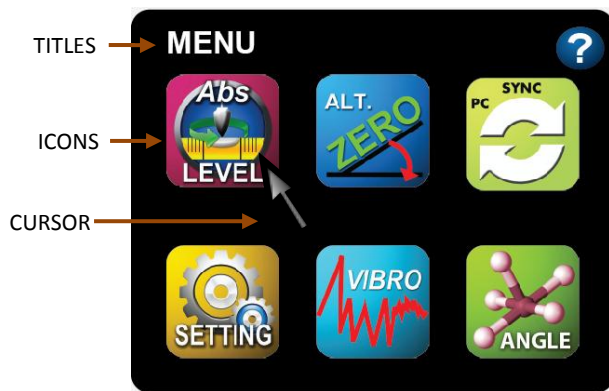 TITLES
MENU
?
ICONS
Abs
LEVEL
ALT.
ZERO
PC
SYNC
CURSOR
SETTING
VIBRO
ANGLE